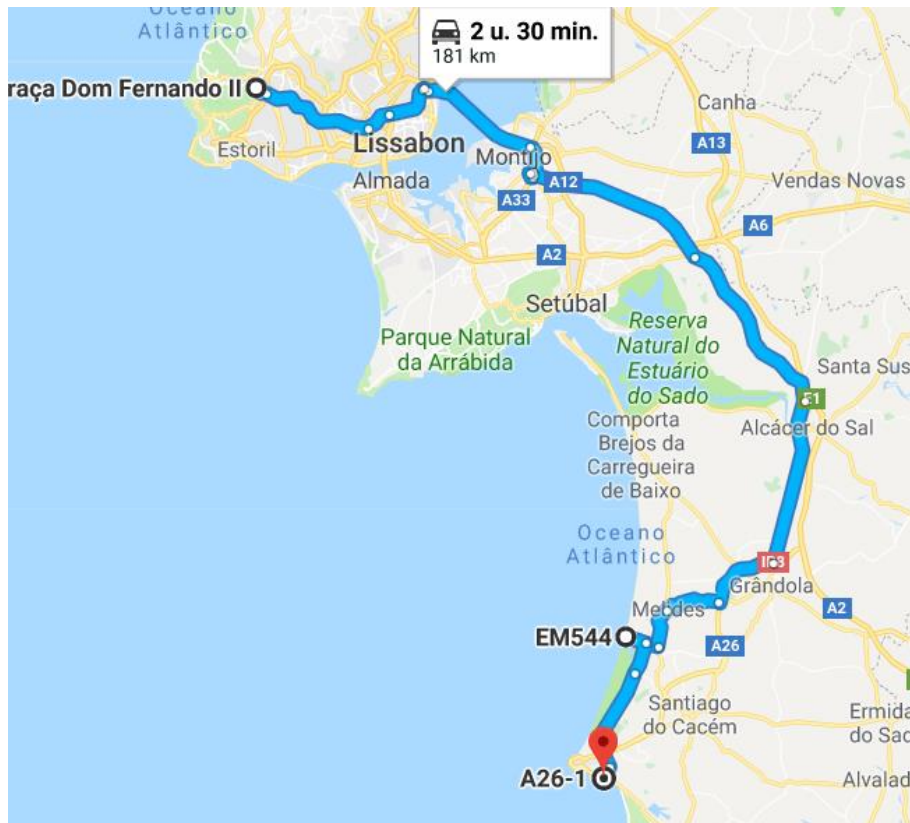 Oceano
Atlântico
2 u. 30 min.
181 km
raça Dom Fernando II
Canha
Estoril
Lissabon
Montijo
A13
Almada
A12
Vendas Novas
A33
A6
A2
Setúbal
Reserva
Natural do
Estuário
do Sado
Parque Natural
da Arrábida
Santa Sus
E1
Comporta
Brejos da
Carregueira
de Baixo
Alcácer do Sal
Oceano
Atlântico
Grândola
A2
EM544
A26
Santiago
do Cacém
Ermida
do Sad
A26-1
Alvalad